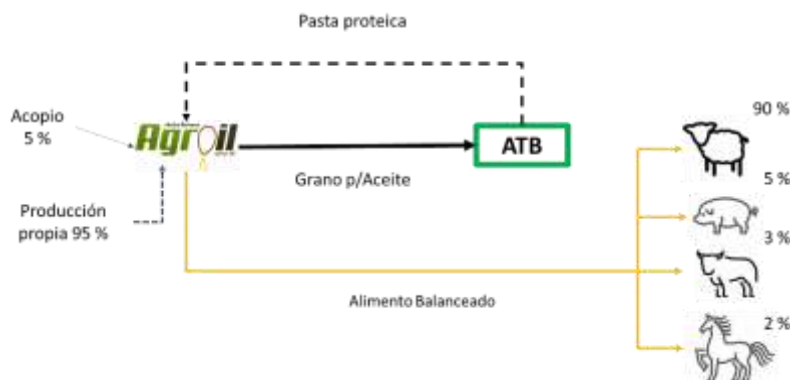 Pasta proteica
Acopio
5 %
Agroil
ATB
Grano p/Aceite
Producción
propia 95 %
Alimento Balanceado
90 %
5 %
3 %
2 %